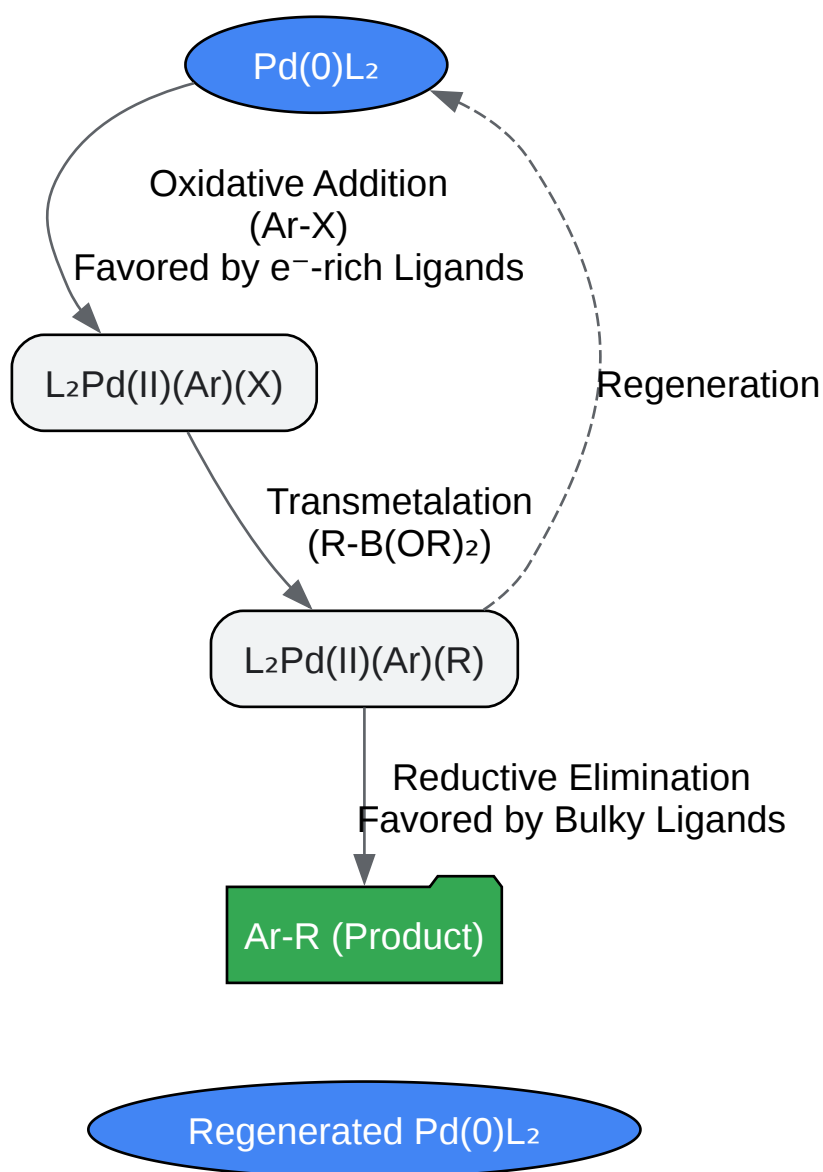 Pd(0)L₂
Oxidative Addition
(Ar-X)
Favored by e⁻-rich Ligands
L₂Pd(II)(Ar)(X)
Regeneration
Transmetalation
(R-B(OR)₂)
L₂Pd(II)(Ar)(R)
Reductive Elimination
Favored by Bulky Ligands
Ar-R (Product)
Regenerated Pd(0)L₂